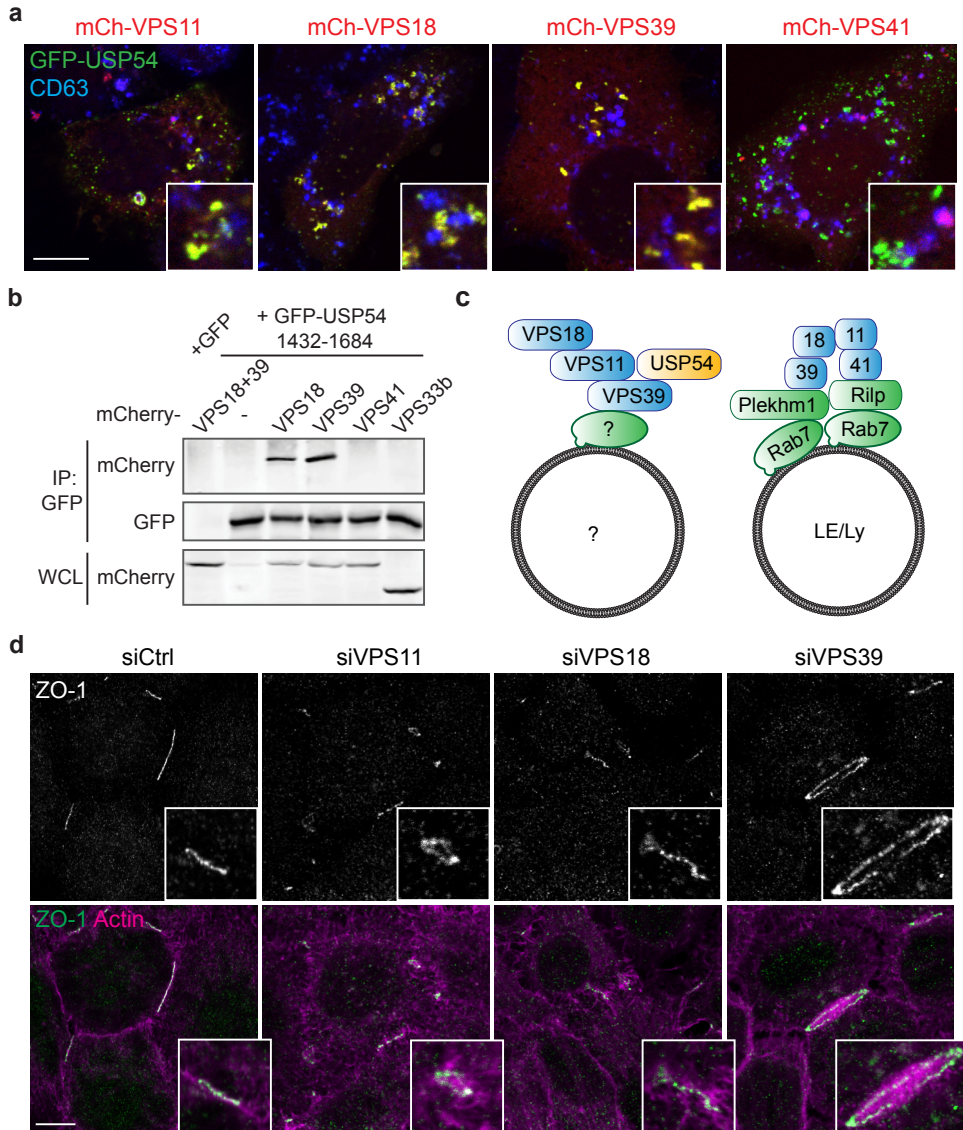 a
mCh-VPS11 mCh-VPS18 mCh-VPS39 mCh-VPS41
GFP-USP54
CD63
b
+GFP
+ GFP-USP54
1432-1684
mCherry-
VPS18+39 - VPS18 VPS39 VPS41 VPS33b
IP:
GFP
mCherry
GFP
WCL
mCherry
c
VPS18
VPS11 USP54
VPS39
?
?
18 11
39 41
Plekhm1 Rilp
Rab7 Rab7
LE/Ly
d
siCtrl siVPS11 siVPS18 siVPS39
ZO-1
ZO-1 Actin